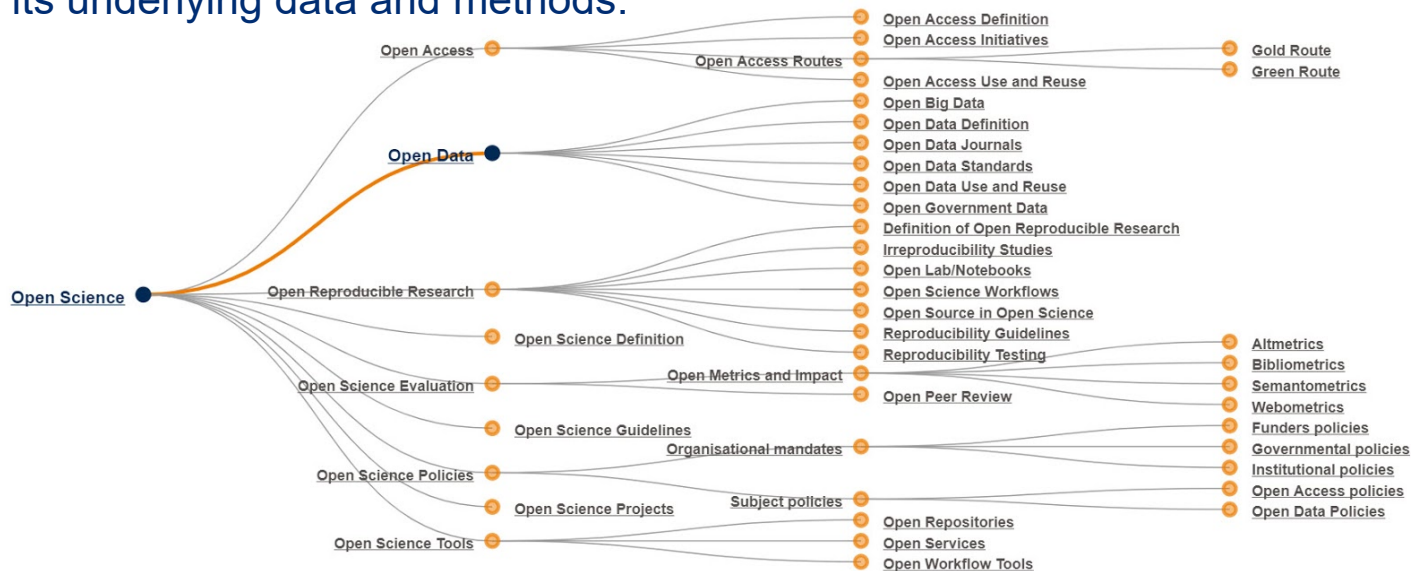 its underlying data and methods.
Open Science
Open Access
Open Access Definition
Open Access Initiatives
Open Access Routes
Gold Route
Green Route
Open Access Use and Reuse
Open Data
Open Big Data
Open Data Definition
Open Data Journals
Open Data Standards
Open Data Use and Reuse
Open Government Data
Open Reproducible Research
Definition of Open Reproducible Research
Irreproducibility Studies
Open Lab/Notebooks
Open Science Workflows
Open Source in Open Science
Reproducibility Guidelines
Reproducibility Testing
Open Science Definition
Open Science Evaluation
Open Metrics and Impact
Altmetrics
Bibliometrics
Semantometrics
Webometrics
Open Peer Review
Open Science Guidelines
Open Science Policies
Organisational mandates
Funders policies
Governmental policies
Institutional policies
Subject policies
Open Access policies
Open Data Policies
Open Science Projects
Open Science Tools
Open Repositories
Open Services
Open Workflow Tools